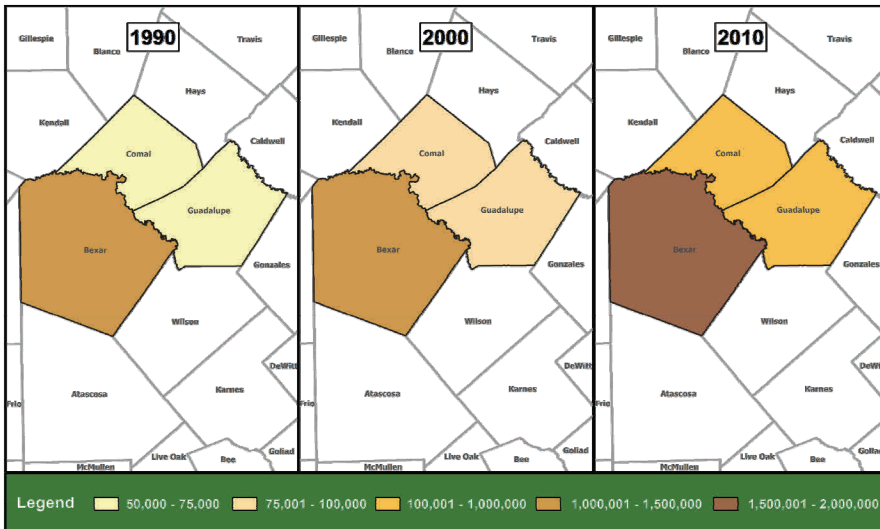 1990
Gillespie
Blanco
Travis
Hays
Kendall
Caldwell
Comal
Guadalupe
Bexar
Gonzales
Wilson
DeWitt
Karnes
Atascosa
Frio
Live Oak
Bee
Goliad
McMullen
2000
Gillespie
Blanco
Travis
Hays
Kendall
Caldwell
Comal
Guadalupe
Bexar
Gonzales
Wilson
DeWitt
Karnes
Atascosa
Frio
Live Oak
Bee
Goliad
McMullen
2010
Gillespie
Blanco
Travis
Hays
Kendall
Caldwell
Comal
Guadalupe
Bexar
Gonzales
Wilson
DeWitt
Karnes
Atascosa
Frio
Live Oak
Bee
Goliad
McMullen
Legend 50,000 - 75,000 75,001 - 100,000 100,001 - 1,000,000 1,000,001 - 1,500,000 1,500,001 - 2,000,000